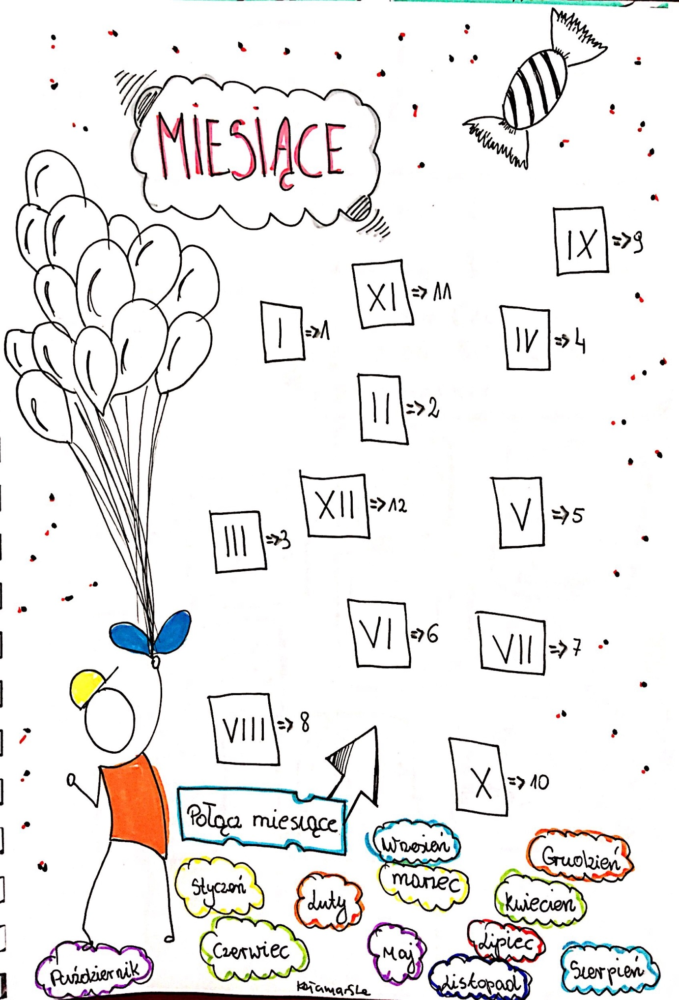 MIESIĄCE
IX => 9
XI => 11
I => 1
IV => 4
II => 2
XII => 12
V => 5
III => 3
VI => 6
VII => 7
VIII => 8
X => 10
Połącz miesiące
Wrzesień
Grudzień
Styczeń
Luty
marzec
Kwiecień
Czerwiec
Maj
Lipiec
Październik
Listopad
Sierpień